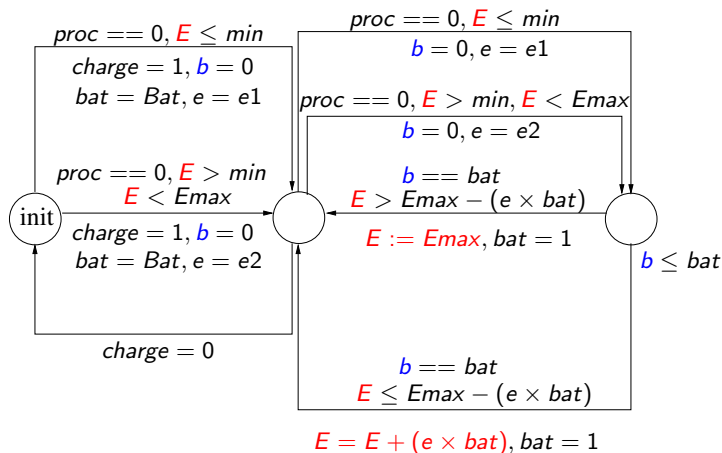 proc == 0, E ≤ min
charge = 1, b = 0
bat = Bat, e = e1
proc == 0, E ≤ min
b = 0, e = e1
proc == 0, E > min, E < Emax
b = 0, e = e2
proc == 0, E > min
E < Emax
init
charge = 1, b = 0
bat = Bat, e = e2
b == bat
E > Emax − (e × bat)
E := Emax, bat = 1
b ≤ bat
charge = 0
b == bat
E ≤ Emax − (e × bat)
E = E + (e × bat), bat = 1